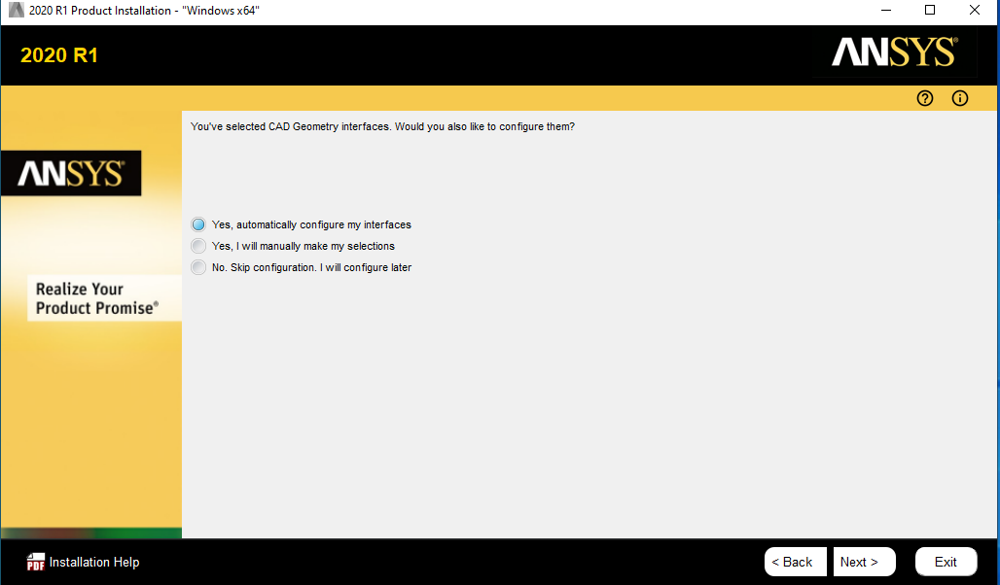 2020 R1 Product Installation - "Windows x64"
2020 R1
ANSYS®
You've selected CAD Geometry interfaces. Would you also like to configure them?
ANSYS®
Yes, automatically configure my interfaces
Yes, I will manually make my selections
No. Skip configuration. I will configure later
Realize Your
Product Promise®
PDF Installation Help
< Back
Next >
Exit